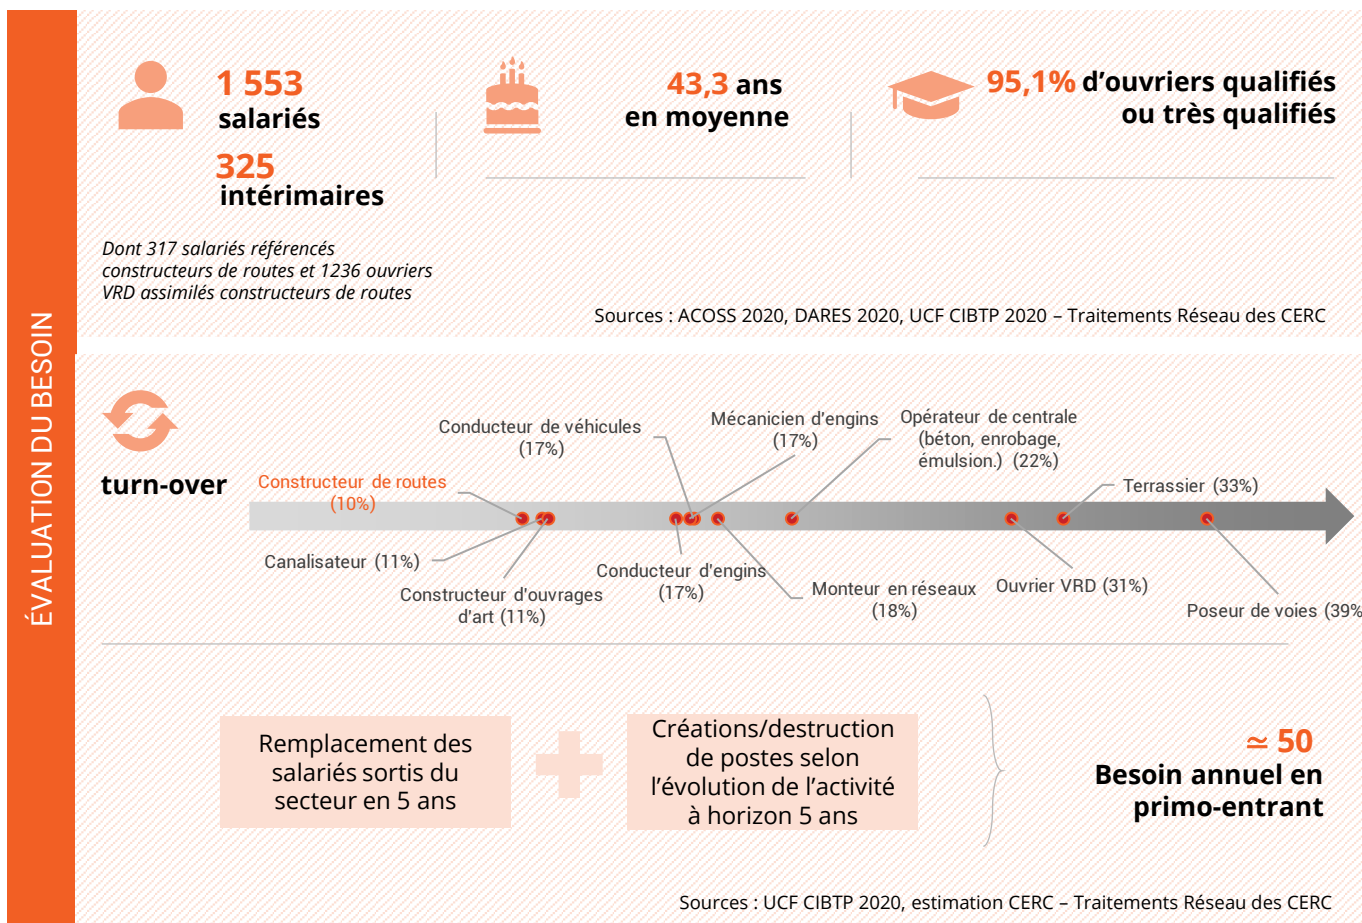 ÉVALUATION DU BESOIN
1 553
salariés
325
intérimaires
43,3 ans
en moyenne
95,1% d’ouvriers qualifiés
ou très qualifiés
Dont 317 salariés référencés
constructeurs de routes et 1236 ouvriers
VRD assimilés constructeurs de routes
Sources : ACOSS 2020, DARES 2020, UCF CIBTP 2020 – Traitements Réseau des CERC
turn-over
Constructeur de routes
(10%)
Canalisateur (11%)
Constructeur d'ouvrages
d'art (11%)
Conducteur de véhicules
(17%)
Conducteur d'engins
(17%)
Mécanicien d'engins
(17%)
Monteur en réseaux
(18%)
Opérateur de centrale
(béton, enrobage,
émulsion.) (22%)
Ouvrier VRD (31%)
Terrassier (33%)
Poseur de voies (39%
Remplacement des
salariés sortis du
secteur en 5 ans
Créations/destruction
de postes selon
l’évolution de l’activité
à horizon 5 ans
≃ 50
Besoin annuel en
primo-entrant
Sources : UCF CIBTP 2020, estimation CERC – Traitements Réseau des CERC